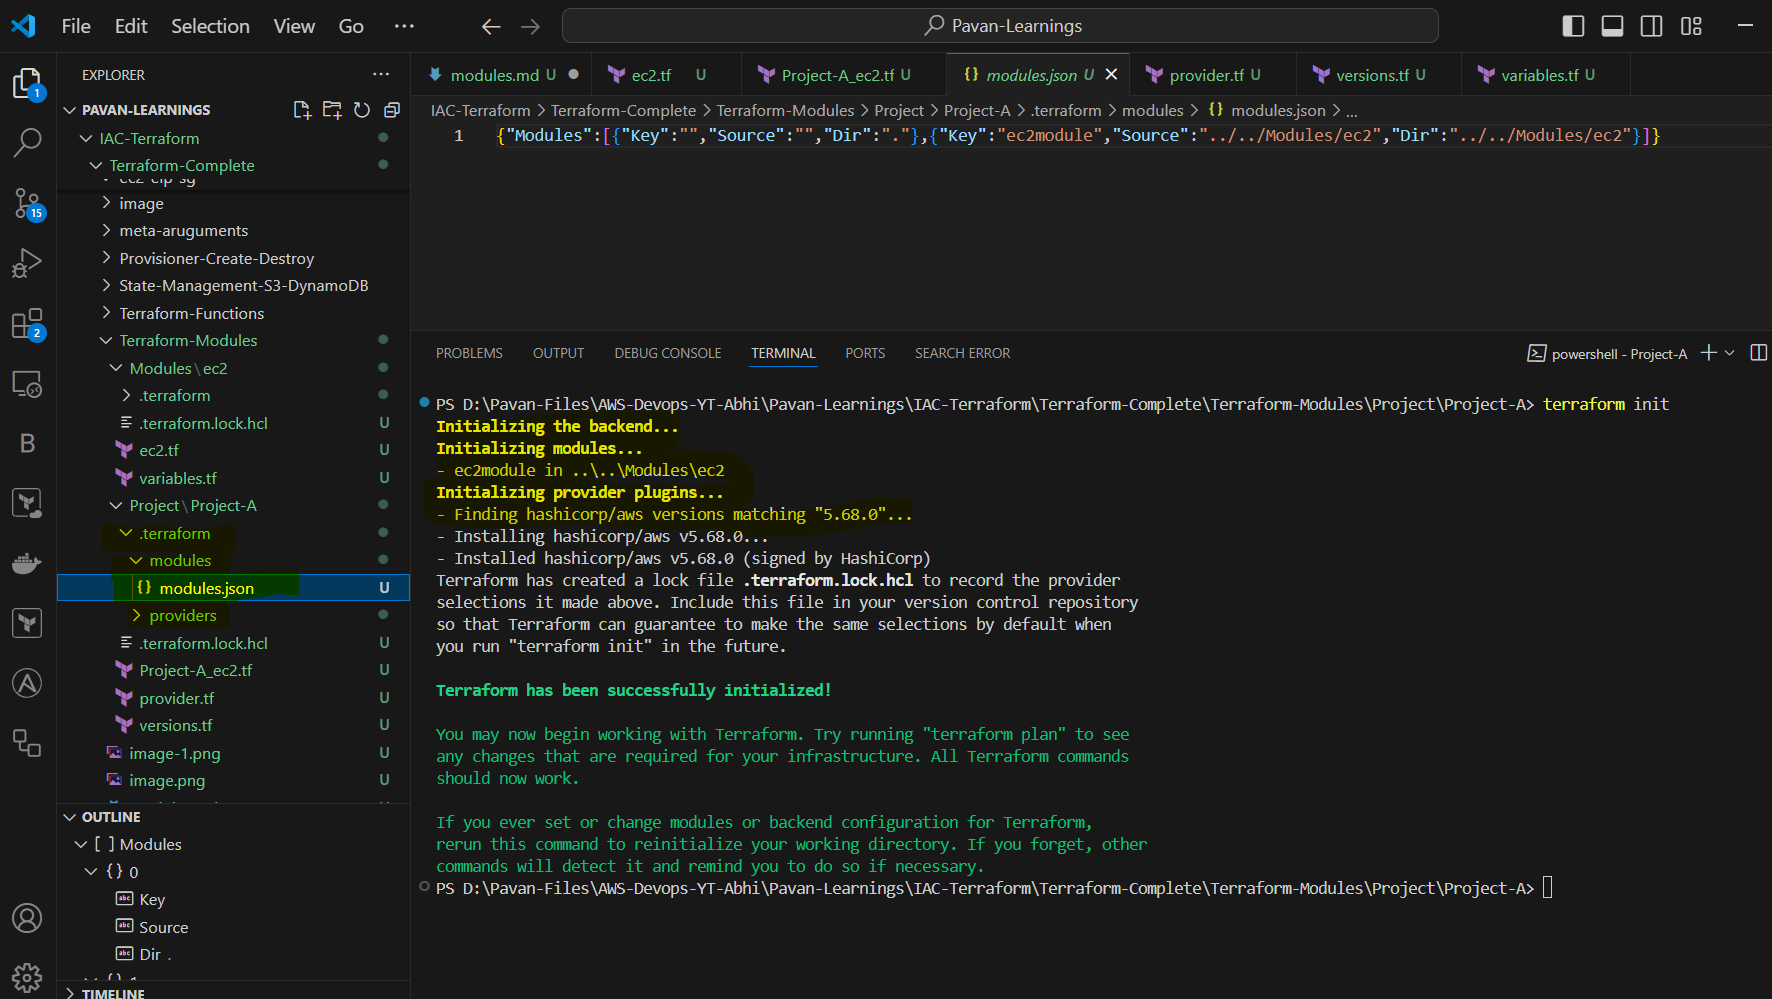 File Edit Selection View Go ··· Pavan-Learnings
EXPLORER ···
PAVAN-LEARNINGS
IAC-Terraform
Terraform-Complete
ec2-eip-sg
image
meta-aruguments
Provisioner-Create-Destroy
State-Management-S3-DynamoDB
Terraform-Functions
Terraform-Modules
Modules\ec2
.terraform
.terraform.lock.hcl U
ec2.tf U
variables.tf U
Project\Project-A
.terraform
modules
{} modules.json U
providers
.terraform.lock.hcl U
Project-A_ec2.tf U
provider.tf U
versions.tf U
image-1.png U
image.png U
OUTLINE
[ ] Modules
{} 0
abc Key
abc Source
abc Dir .
TIMELINE
1
15
2
B
modules.md U ec2.tf U Project-A_ec2.tf U {} modules.json U provider.tf U versions.tf U variables.tf U
IAC-Terraform > Terraform-Complete > Terraform-Modules > Project > Project-A > .terraform > modules > {} modules.json > ...
1 {"Modules":[{"Key":"","Source":"","Dir":"."},{"Key":"ec2module","Source":"../../Modules/ec2","Dir":"../../Modules/ec2"}]}
PROBLEMS OUTPUT DEBUG CONSOLE TERMINAL PORTS SEARCH ERROR powershell - Project-A
PS D:\Pavan-Files\AWS-Devops-YT-Abhi\Pavan-Learnings\IAC-Terraform\Terraform-Complete\Terraform-Modules\Project\Project-A> terraform init
Initializing the backend...
Initializing modules...
- ec2module in ..\..\Modules\ec2
Initializing provider plugins...
- Finding hashicorp/aws versions matching "5.68.0"...
- Installing hashicorp/aws v5.68.0...
- Installed hashicorp/aws v5.68.0 (signed by HashiCorp)
Terraform has created a lock file .terraform.lock.hcl to record the provider
selections it made above. Include this file in your version control repository
so that Terraform can guarantee to make the same selections by default when
you run "terraform init" in the future.
Terraform has been successfully initialized!
You may now begin working with Terraform. Try running "terraform plan" to see
any changes that are required for your infrastructure. All Terraform commands
should now work.
If you ever set or change modules or backend configuration for Terraform,
rerun this command to reinitialize your working directory. If you forget, other
commands will detect it and remind you to do so if necessary.
PS D:\Pavan-Files\AWS-Devops-YT-Abhi\Pavan-Learnings\IAC-Terraform\Terraform-Complete\Terraform-Modules\Project\Project-A>